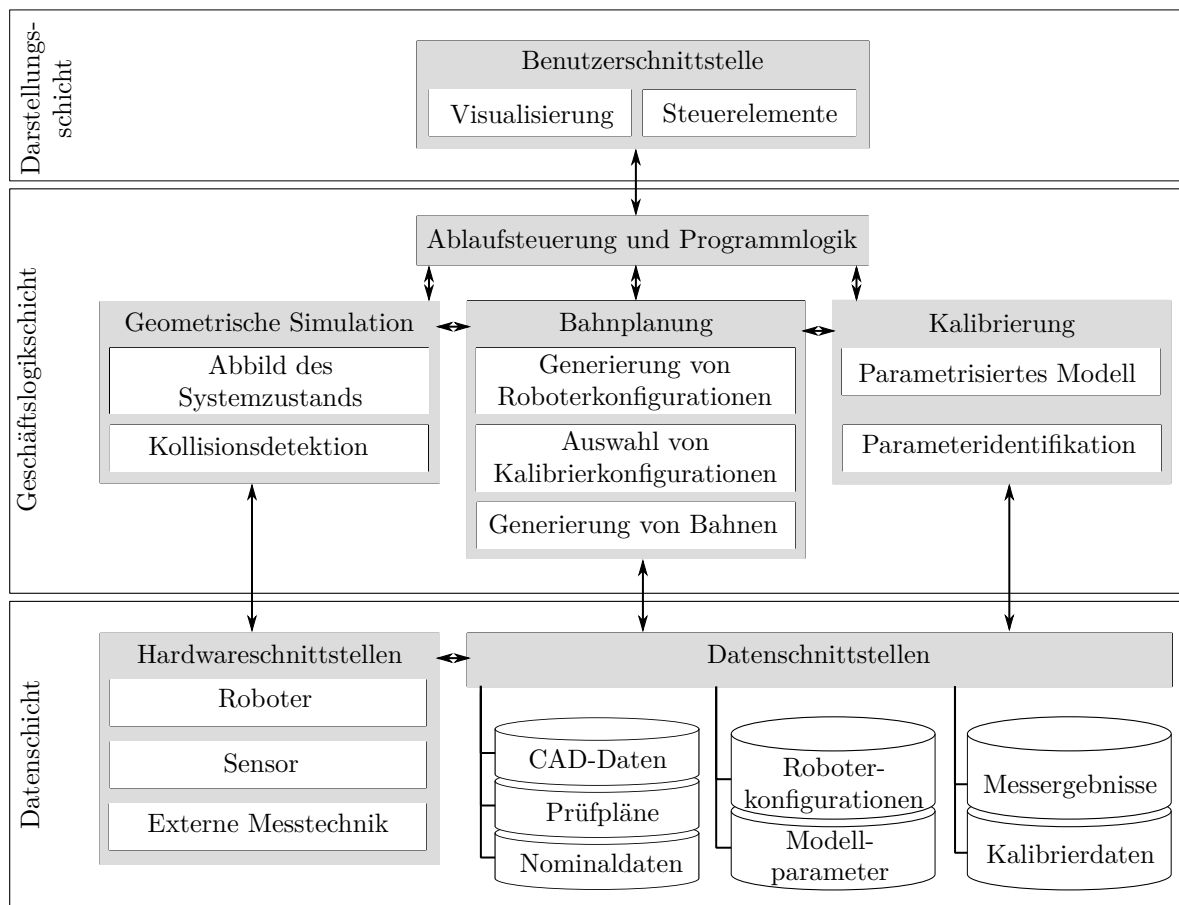 Darstellungs-
schicht
Benutzerschnittstelle
Visualisierung
Steuerelemente
Geschäftslogikschicht
Ablaufsteuerung und Programmlogik
Geometrische Simulation
Abbild des
Systemzustands
Kollisionsdetektion
Bahnplanung
Generierung von
Roboterkonfigurationen
Auswahl von
Kalibrierkonfigurationen
Generierung von Bahnen
Kalibrierung
Parametrisiertes Modell
Parameteridentifikation
Datenschicht
Hardwareschnittstellen
Roboter
Sensor
Externe Messtechnik
Datenschnittstellen
CAD-Daten
Prüfpläne
Nominaldaten
Roboter-
konfigurationen
Modell-
parameter
Messergebnisse
Kalibrierdaten